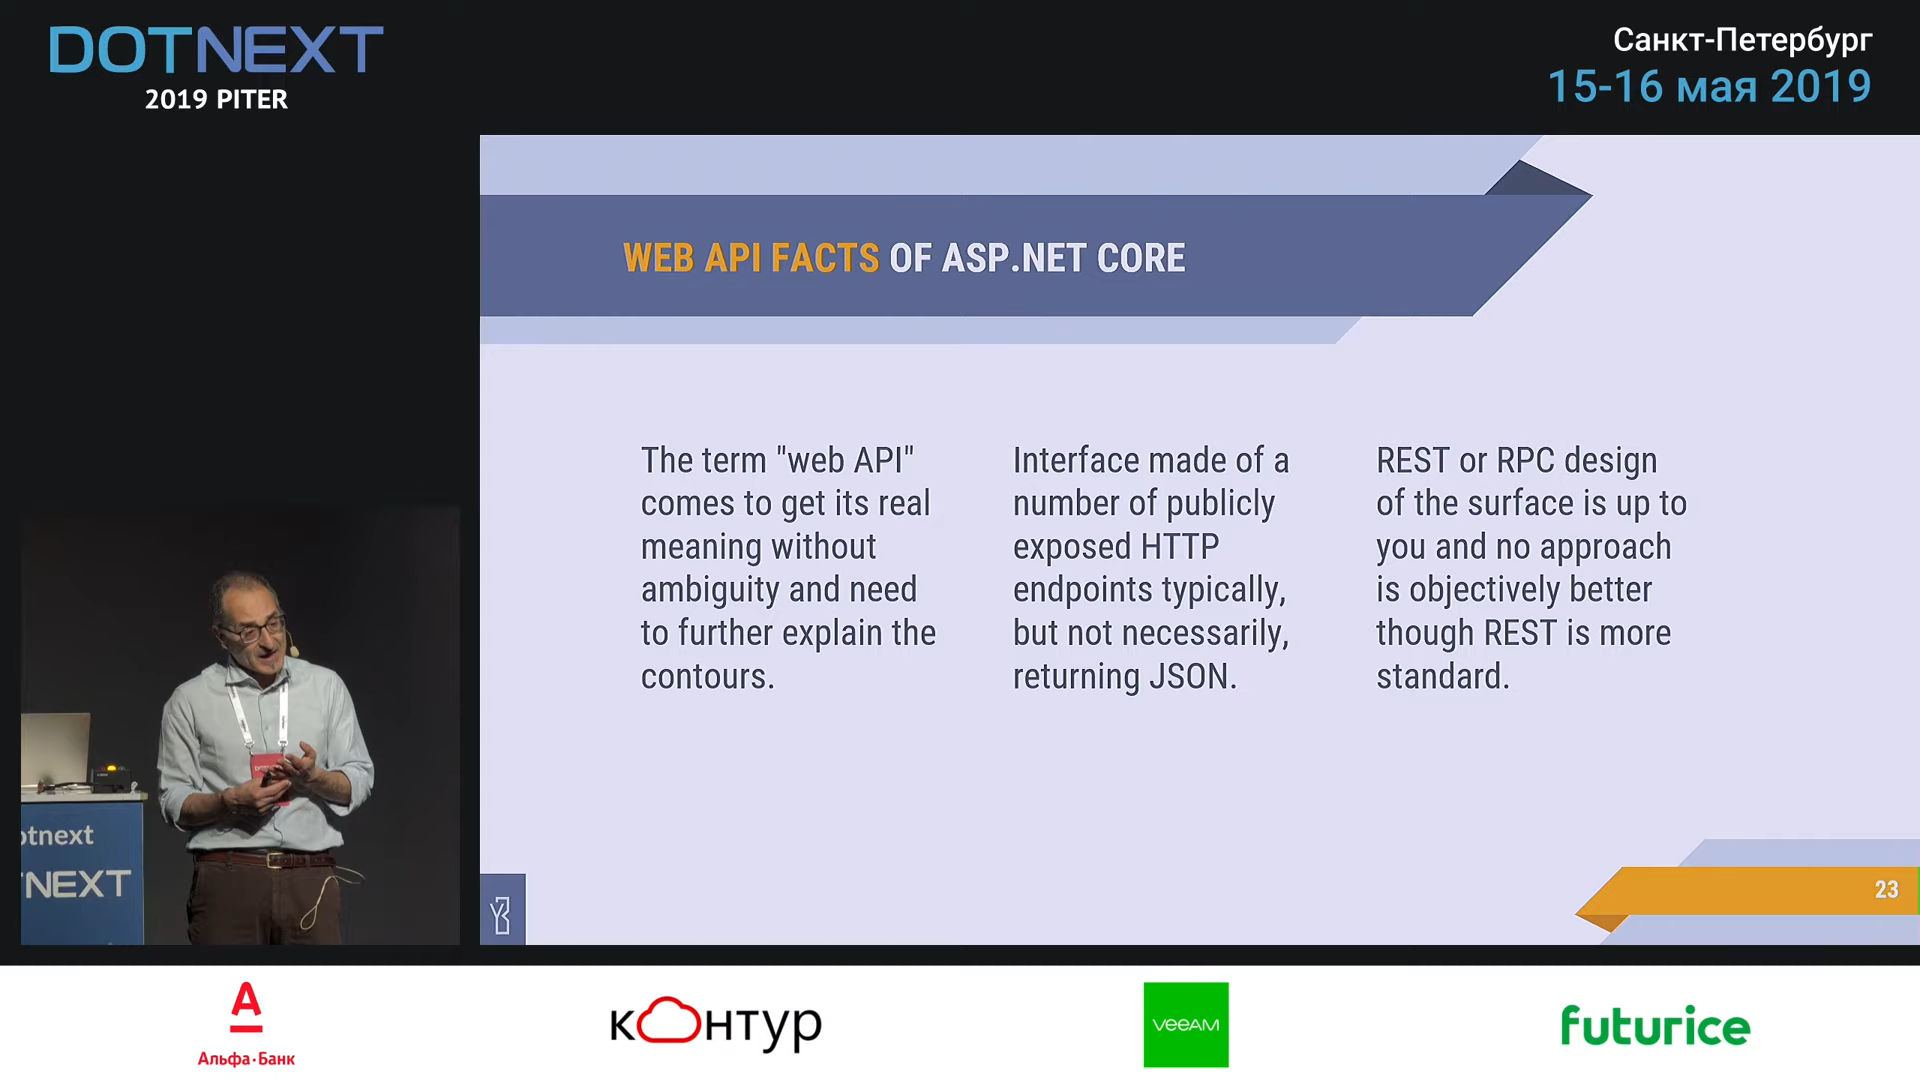 DOTNEXT
2019 PITER
Санкт-Петербург
15-16 мая 2019
WEB API FACTS OF ASP.NET CORE
The term "web API"
comes to get its real
meaning without
ambiguity and need
to further explain the
contours.
Interface made of a
number of publicly
exposed HTTP
endpoints typically,
but not necessarily,
returning JSON.
REST or RPC design
of the surface is up to
you and no approach
is objectively better
though REST is more
standard.
23
otnext
NEXT
Альфа·Банк
контур
veeAM
futurice